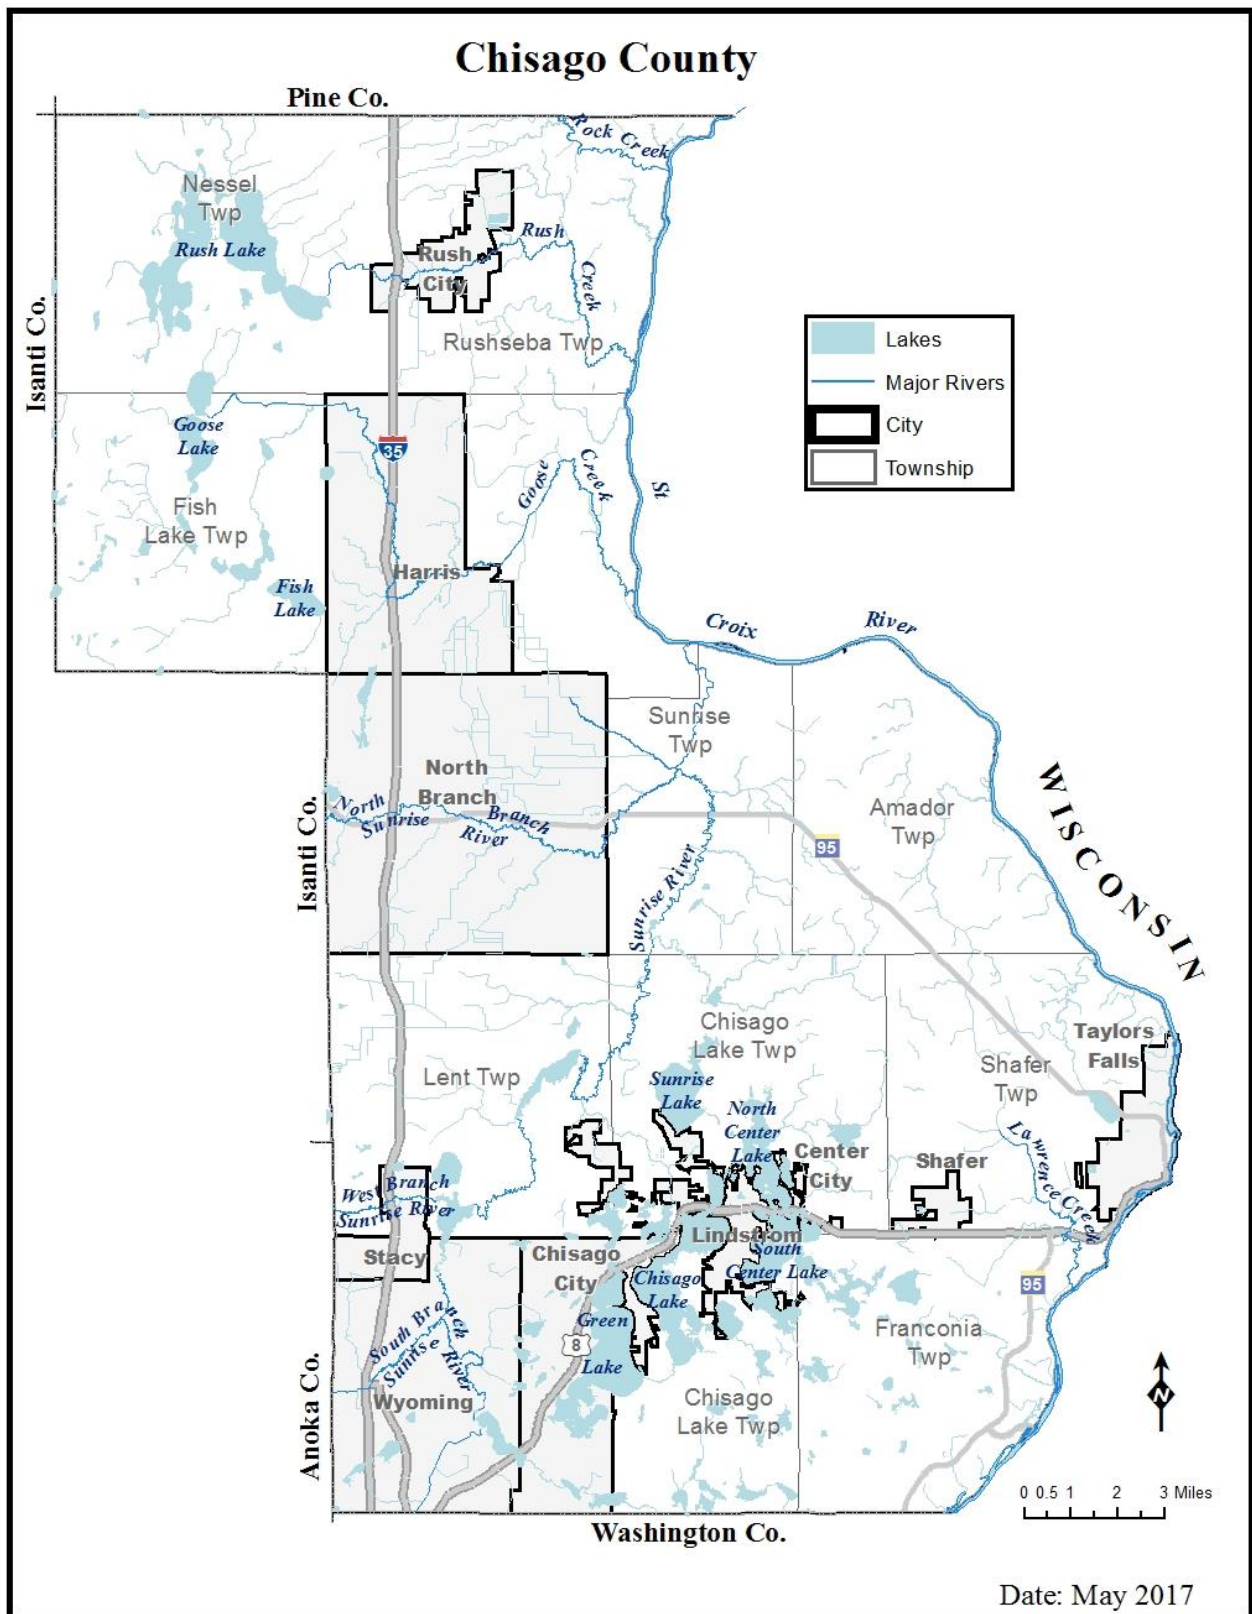 Chisago County
Pine Co.
Rock Creek
Nessel
Twp
Rush Lake
Rush
City
Rush
Creek
Isanti Co.
Rushseba Twp
Lakes
Major Rivers
City
Township
Goose
Lake
35
Goose
Creek
St
Fish
Lake Twp
Harris
Fish
Lake
Croix
River
Sunrise
Twp
North
Branch
North
Branch
Sunrise
River
Isanti Co.
Amador
Twp
95
WISCONSIN
Sunrise River
Chisago
Lake Twp
Taylors
Falls
Lent Twp
Shafer
Twp
Sunrise
Lake
North
Center
Lake
Center
City
Shafer
Lawrence Creek
West Branch
Sunrise River
Stacy
Chisago
City
Lindstrom
South
Center Lake
Chisago
Lake
95
Green
Lake
8
South Branch
Sunrise River
Franconia
Twp
Wyoming
Anoka Co.
Chisago
Lake Twp
N
0 0.5 1 2 3 Miles
Washington Co.
Date: May 2017